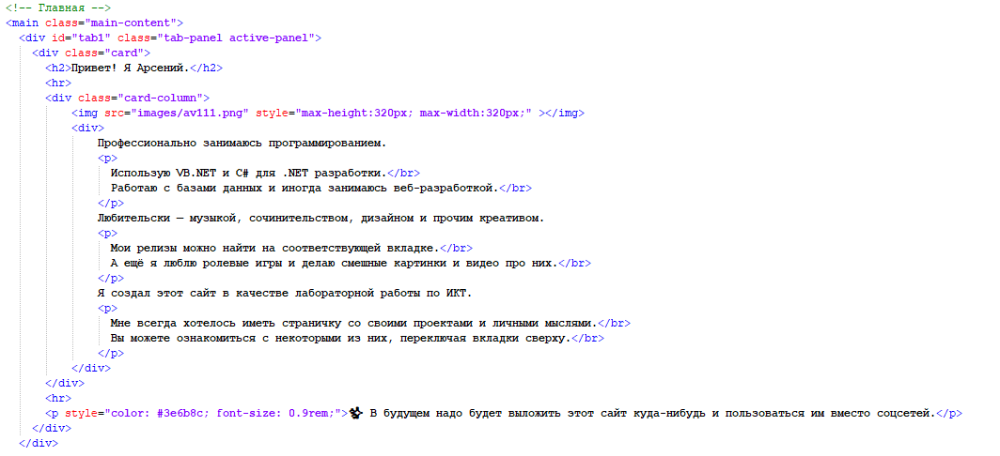 <!-- Главная -->
<main class="main-content">
<div id="tab1" class="tab-panel active-panel">
<div class="card">
<h2>Привет! Я Арсений.</h2>
<hr>
<div class="card-column">
<img src="images/av111.png" style="max-height:320px; max-width:320px;" ></img>
<div>
Профессионально занимаюсь программированием.
<p>
Использую VB.NET и C# для .NET разработки.</br>
Работаю с базами данных и иногда занимаюсь веб-разработкой.</br>
</p>
Любительски — музыкой, сочинительством, дизайном и прочим креативом.
<p>
Мои релизы можно найти на соответствующей вкладке.</br>
А ещё я люблю ролевые игры и делаю смешные картинки и видео про них.</br>
</p>
Я создал этот сайт в качестве лабораторной работы по ИКТ.
<p>
Мне всегда хотелось иметь страничку со своими проектами и личными мыслями.</br>
Вы можете ознакомиться с некоторыми из них, переключая вкладки сверху.</br>
</p>
</div>
</div>
<hr>
<p style="color: #3e6b8c; font-size: 0.9rem;"> В будущем надо будет выложить этот сайт куда-нибудь и пользоваться им вместо соцсетей.</p>
</div>
</div>